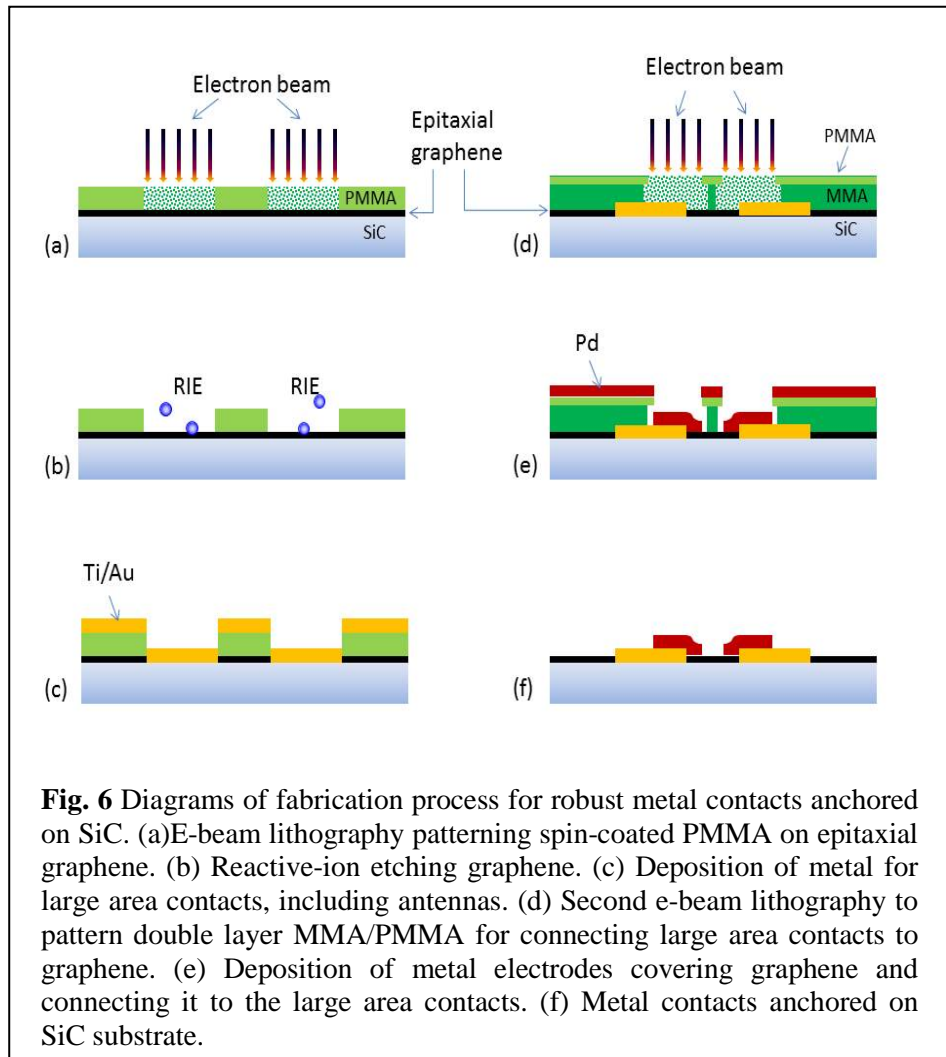 Electron beam
PMMA
SiC
(a)
Epitaxial
graphene
Electron beam
PMMA
MMA
SiC
(d)
RIE RIE
(b)
Pd
(e)
Ti/Au
(c)
(f)
Fig. 6 Diagrams of fabrication process for robust metal contacts anchored
on SiC. (a)E-beam lithography patterning spin-coated PMMA on epitaxial
graphene. (b) Reactive-ion etching graphene. (c) Deposition of metal for
large area contacts, including antennas. (d) Second e-beam lithography to
pattern double layer MMA/PMMA for connecting large area contacts to
graphene. (e) Deposition of metal electrodes covering graphene and
connecting it to the large area contacts. (f) Metal contacts anchored on
SiC substrate.